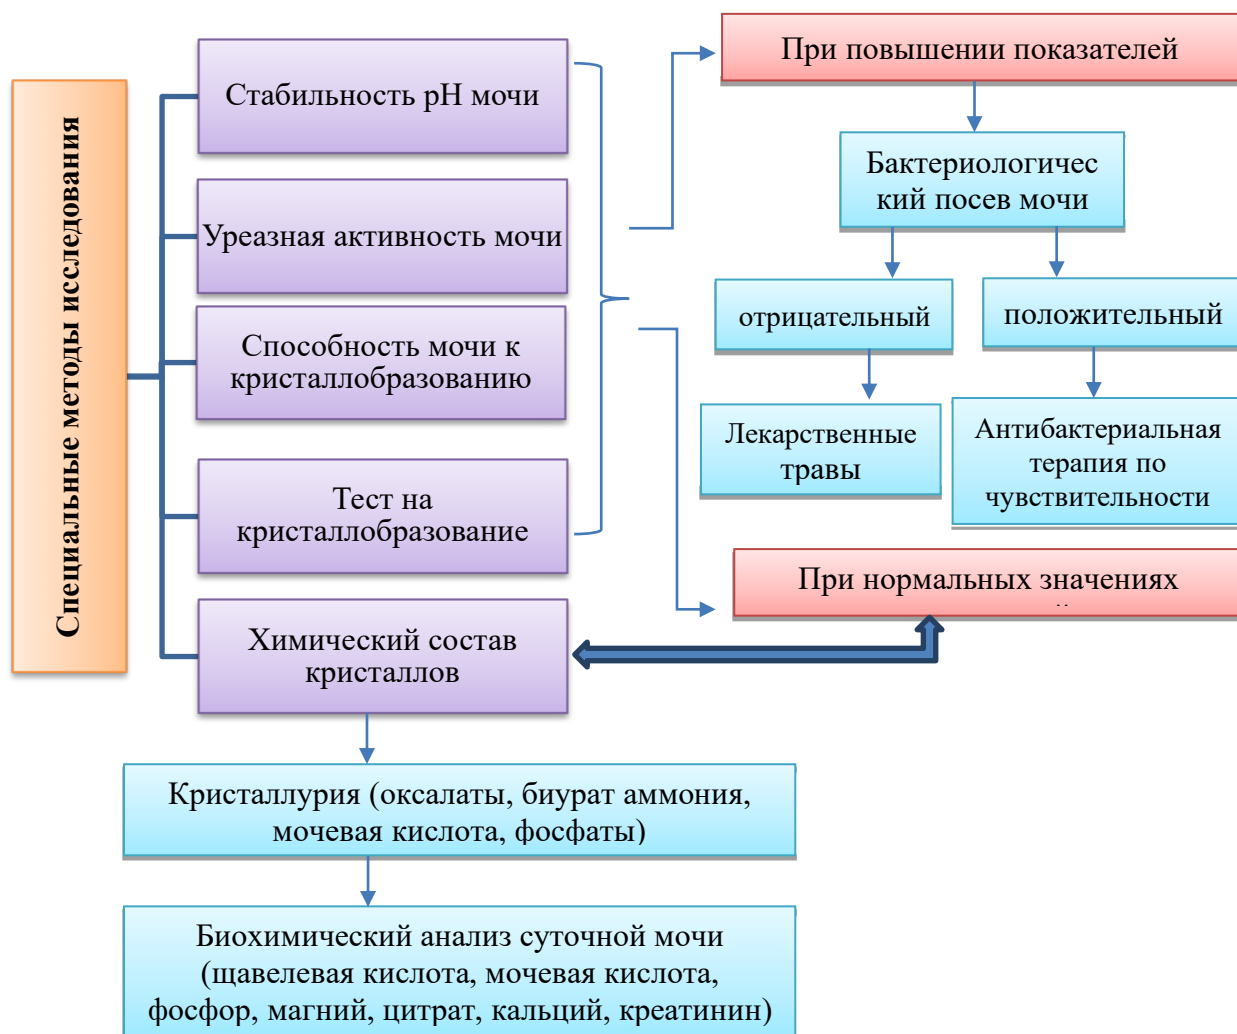 Специальные методы исследования
Стабильность pH мочи
Уреазная активность мочи
Способность мочи к
кристаллобразованию
Тест на
кристаллобразование
Химический состав
кристаллов
При повышении показателей
Бактериологичес
кий посев мочи
отрицательный
положительный
Лекарственные
травы
Антибактериальная
терапия по
чувствительности
При нормальных значениях
Кристаллурия (оксалаты, биурат аммония,
мочевая кислота, фосфаты)
Биохимический анализ суточной мочи
(щавелевая кислота, мочевая кислота,
фосфор, магний, цитрат, кальций, креатинин)